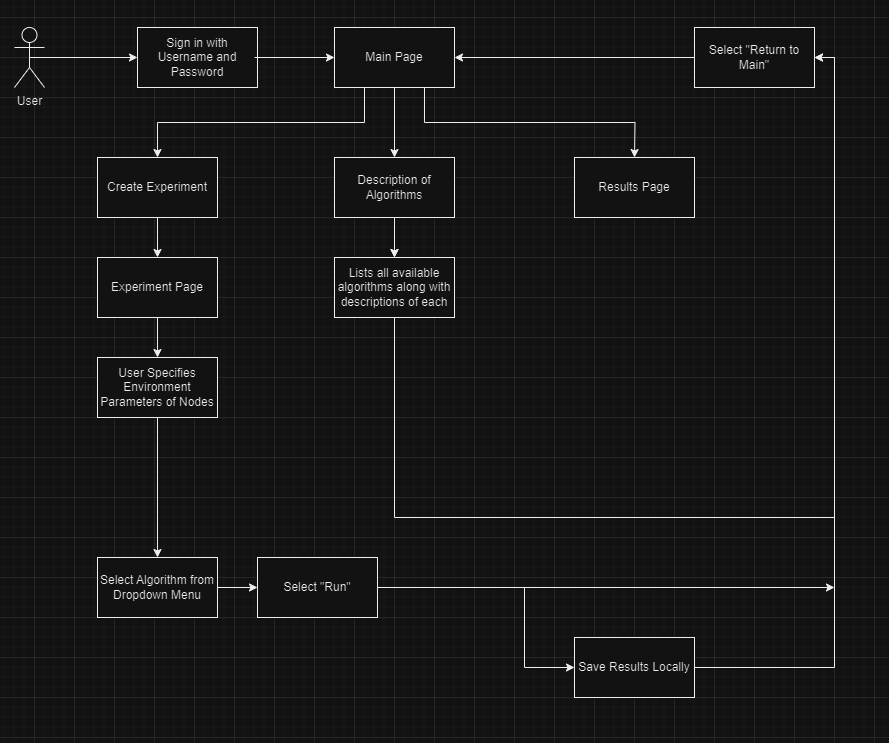 Sign in with
Username and
Password
Main Page
Select "Return to
Main"
User
Create Experiment
Description of
Algorithms
Results Page
Experiment Page
Lists all available
algorithms along with
descriptions of each
User Specifies
Environment
Parameters of Nodes
Select Algorithm from
Dropdown Menu
Select "Run"
Save Results Locally